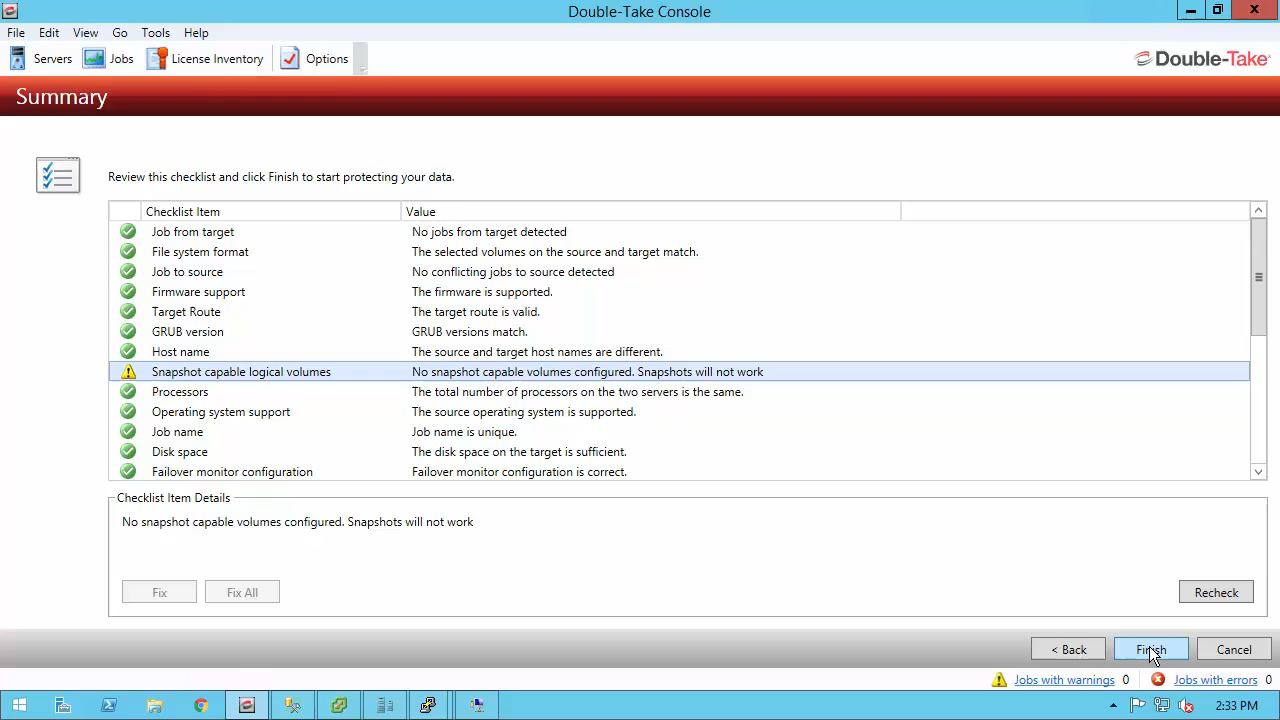 Double-Take Console
File Edit View Go Tools Help
Servers Jobs License Inventory Options
Double-Take
Summary
Review this checklist and click Finish to start protecting your data.
Checklist Item Value
Job from target No jobs from target detected
File system format The selected volumes on the source and target match.
Job to source No conflicting jobs to source detected
Firmware support The firmware is supported.
Target Route The target route is valid.
GRUB version GRUB versions match.
Host name The source and target host names are different.
Snapshot capable logical volumes No snapshot capable volumes configured. Snapshots will not work
Processors The total number of processors on the two servers is the same.
Operating system support The source operating system is supported.
Job name Job name is unique.
Disk space The disk space on the target is sufficient.
Failover monitor configuration Failover monitor configuration is correct.
Checklist Item Details
No snapshot capable volumes configured. Snapshots will not work
Fix Fix All Recheck
< Back Finish Cancel
Jobs with warnings 0 Jobs with errors 0
2:33 PM